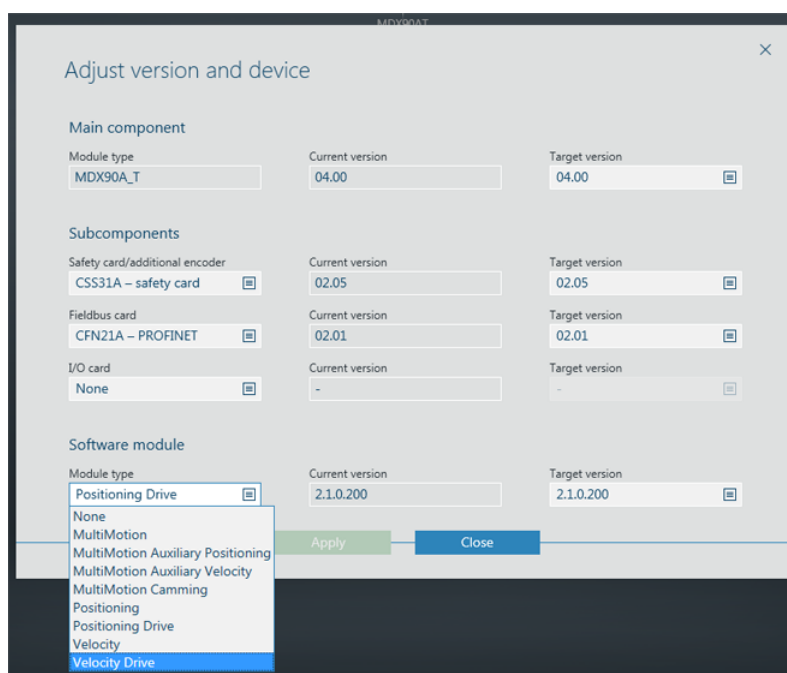 MDX90AT
Adjust version and device
Main component
Module type Current version Target version
MDX90A_T 04.00 04.00
Subcomponents
Safety card/additional encoder Current version Target version
CSS31A – safety card 02.05 02.05
Fieldbus card Current version Target version
CFN21A – PROFINET 02.01 02.01
I/O card Current version Target version
None - -
Software module
Module type Current version Target version
Positioning Drive 2.1.0.200 2.1.0.200
None
MultiMotion
Apply Close
MultiMotion Auxiliary Positioning
MultiMotion Auxiliary Velocity
MultiMotion Camming
Positioning
Positioning Drive
Velocity
Velocity Drive